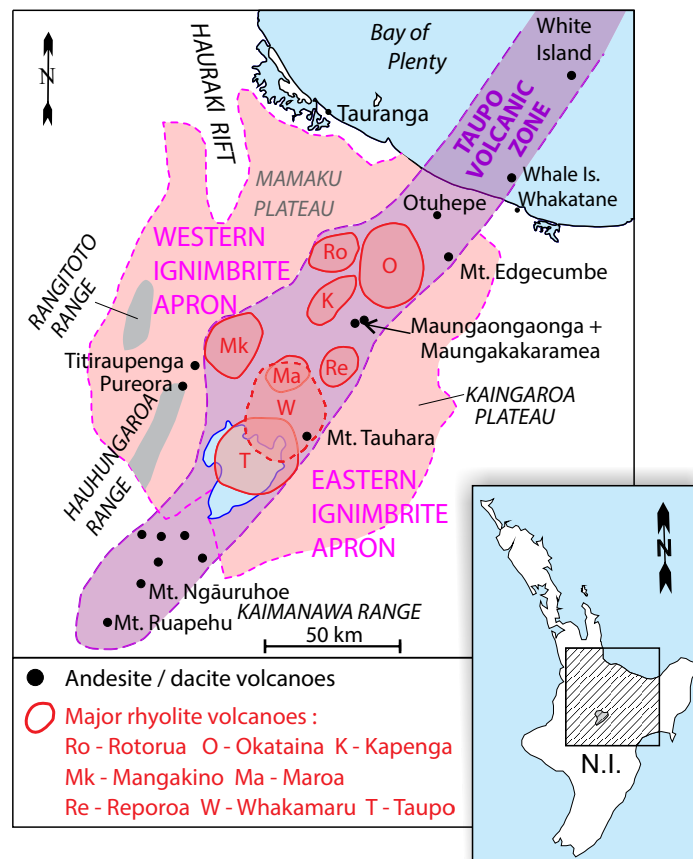 White
Island
Bay of
Plenty
N
HAURAKI RIFT
Tauranga
TAUPO
VOLCANIC
ZONE
Whale Is.
Whakatane
MAMAKU
PLATEAU
Otuhepe
WESTERN
IGNIMBRITE
APRON
Ro
O
Mt. Edgecumbe
RANGITOTO
RANGE
K
Maungaongaonga +
Maungakakaramea
Mk
Titiraupenga
Pureora
Ma
Re
KAINGAROA
PLATEAU
W
Mt. Tauhara
HAUHUNGAROA
RANGE
T
EASTERN
IGNIMBRITE
APRON
Mt. Ngāuruhoe
KAIMANAWA RANGE
Mt. Ruapehu
50 km
N
N.I.
Andesite / dacite volcanoes
Major rhyolite volcanoes :
Ro - Rotorua O - Okataina K - Kapenga
Mk - Mangakino Ma - Maroa
Re - Reporoa W - Whakamaru T - Taupo